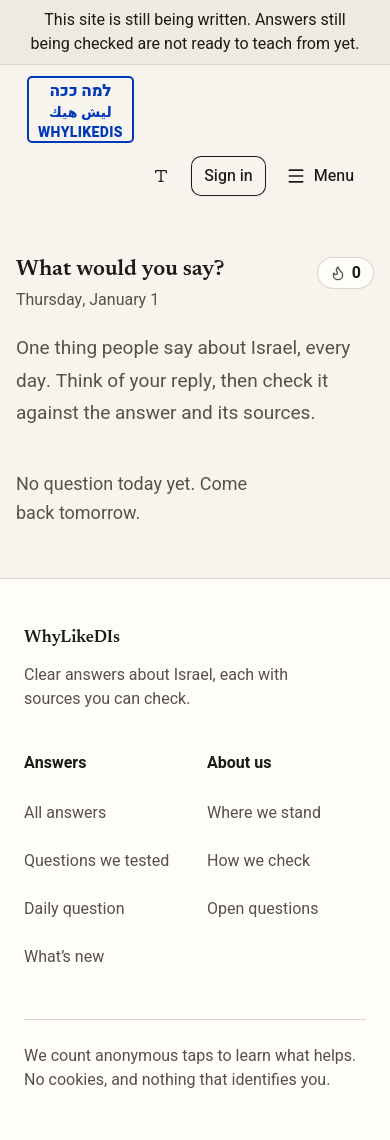 This site is still being written. Answers still
being checked are not ready to teach from yet.
למה ככה
ليش هيك
WHYLIKEDIS
T
Sign in
Menu
What would you say?
0
Thursday, January 1
One thing people say about Israel, every
day. Think of your reply, then check it
against the answer and its sources.
No question today yet. Come
back tomorrow.
WhyLikeDIs
Clear answers about Israel, each with
sources you can check.
Answers
About us
All answers
Where we stand
Questions we tested
How we check
Daily question
Open questions
What’s new
We count anonymous taps to learn what helps.
No cookies, and nothing that identifies you.